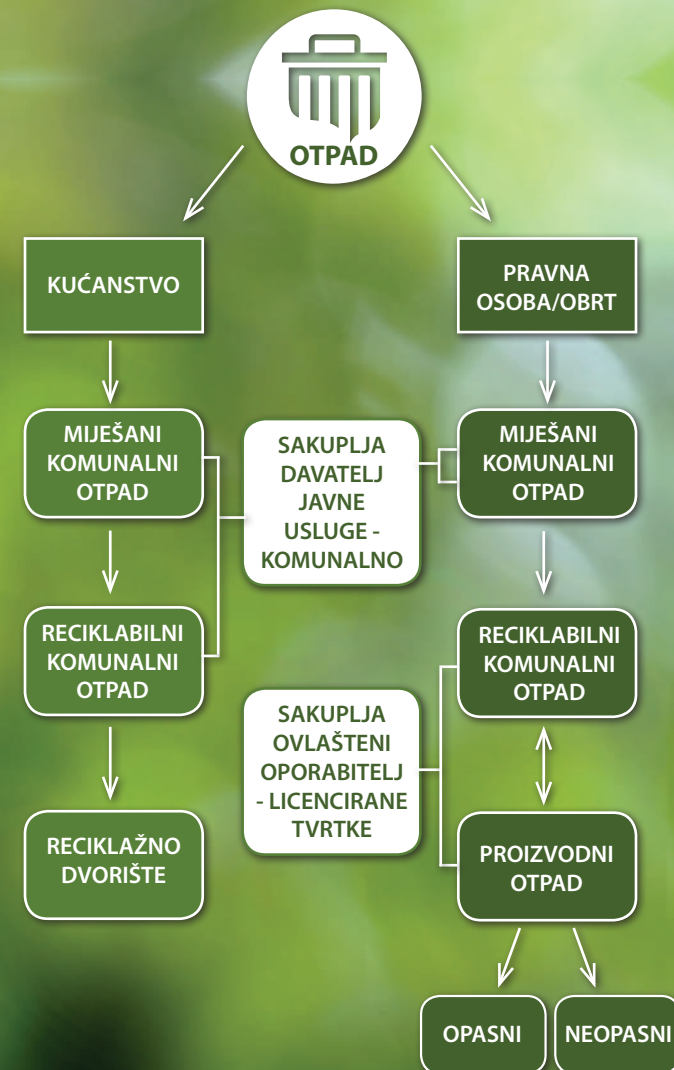 OTPAD
KUĆANSTVO
PRAVNA
OSOBA/OBRT
MIJEŠANI
KOMUNALNI
OTPAD
SAKUPLJA
DAVATELJ
JAVNE
USLUGE -
KOMUNALNO
MIJEŠANI
KOMUNALNI
OTPAD
RECIKLABILNI
KOMUNALNI
OTPAD
SAKUPLJA
OVLAŠTENI
OPORABITELJ
- LICENCIRANE
TVRTKE
RECIKLABILNI
KOMUNALNI
OTPAD
RECIKLAŽNO
DVORIŠTE
PROIZVODNI
OTPAD
OPASNI
NEOPASNI